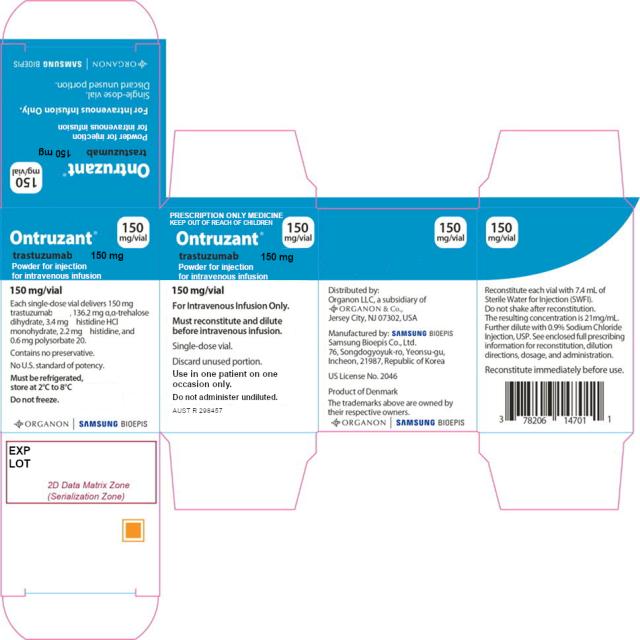 ORGANON | SAMSUNG BIOEPIS
Single-dose vial.
Discard unused portion.
For Intravenous Infusion Only.
Powder for injection
for intravenous infusion
trastuzumab 150 mg
Ontruzant®
150
mg/vial
150
mg/vial
Ontruzant®
trastuzumab 150 mg
Powder for injection
for intravenous infusion
150 mg/vial
Each single-dose vial delivers 150 mg
trastuzumab , 136.2 mg α,α-trehalose
dihydrate, 3.4 mg histidine HCl
monohydrate, 2.2 mg histidine, and
0.6 mg polysorbate 20.
Contains no preservative.
No U.S. standard of potency.
Must be refrigerated,
store at 2°C to 8°C
Do not freeze.
ORGANON | SAMSUNG BIOEPIS
PRESCRIPTION ONLY MEDICINE
KEEP OUT OF REACH OF CHILDREN
150
mg/vial
Ontruzant®
trastuzumab 150 mg
Powder for injection
for intravenous infusion
150 mg/vial
For Intravenous Infusion Only.
Must reconstitute and dilute
before intravenous infusion.
Single-dose vial.
Discard unused portion.
Use in one patient on one
occasion only.
Do not administer undiluted.
AUST R 298457
150
mg/vial
Distributed by:
Organon LLC, a subsidiary of
ORGANON & Co.,
Jersey City, NJ 07302, USA
Manufactured by: SAMSUNG BIOEPIS
Samsung Bioepis Co., Ltd.
76, Songdogyoyuk-ro, Yeonsu-gu,
Incheon, 21987, Republic of Korea
US License No. 2046
Product of Denmark
The trademarks above are owned by
their respective owners.
ORGANON | SAMSUNG BIOEPIS
150
mg/vial
Reconstitute each vial with 7.4 mL of
Sterile Water for Injection (SWFI).
Do not shake after reconstitution.
The resulting concentration is 21mg/mL.
Further dilute with 0.9% Sodium Chloride
Injection, USP. See enclosed full prescribing
information for reconstitution, dilution
directions, dosage, and administration.
Reconstitute immediately before use.
3 78206 14701 1
EXP
LOT
2D Data Matrix Zone
(Serialization Zone)